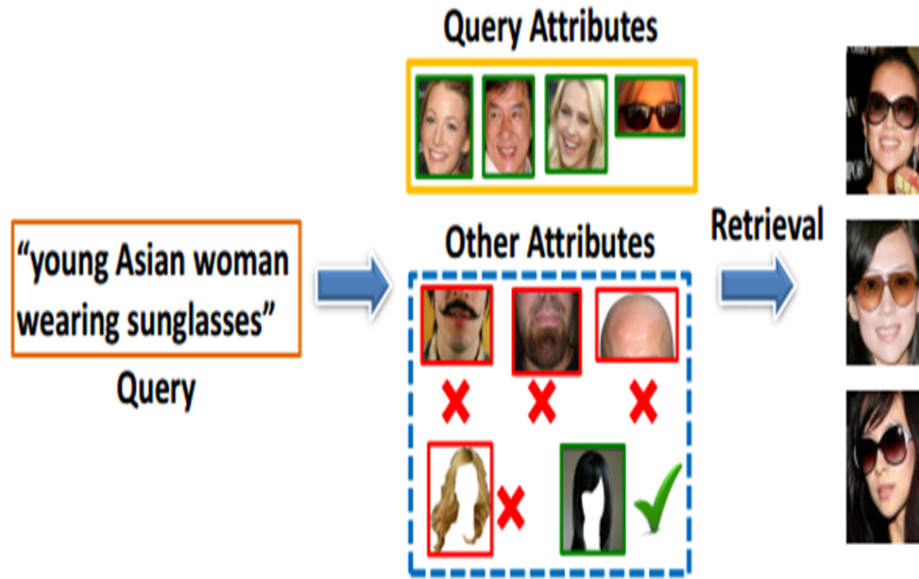 Query Attributes
"young Asian woman
wearing sunglasses"
Query
Other Attributes
Retrieval